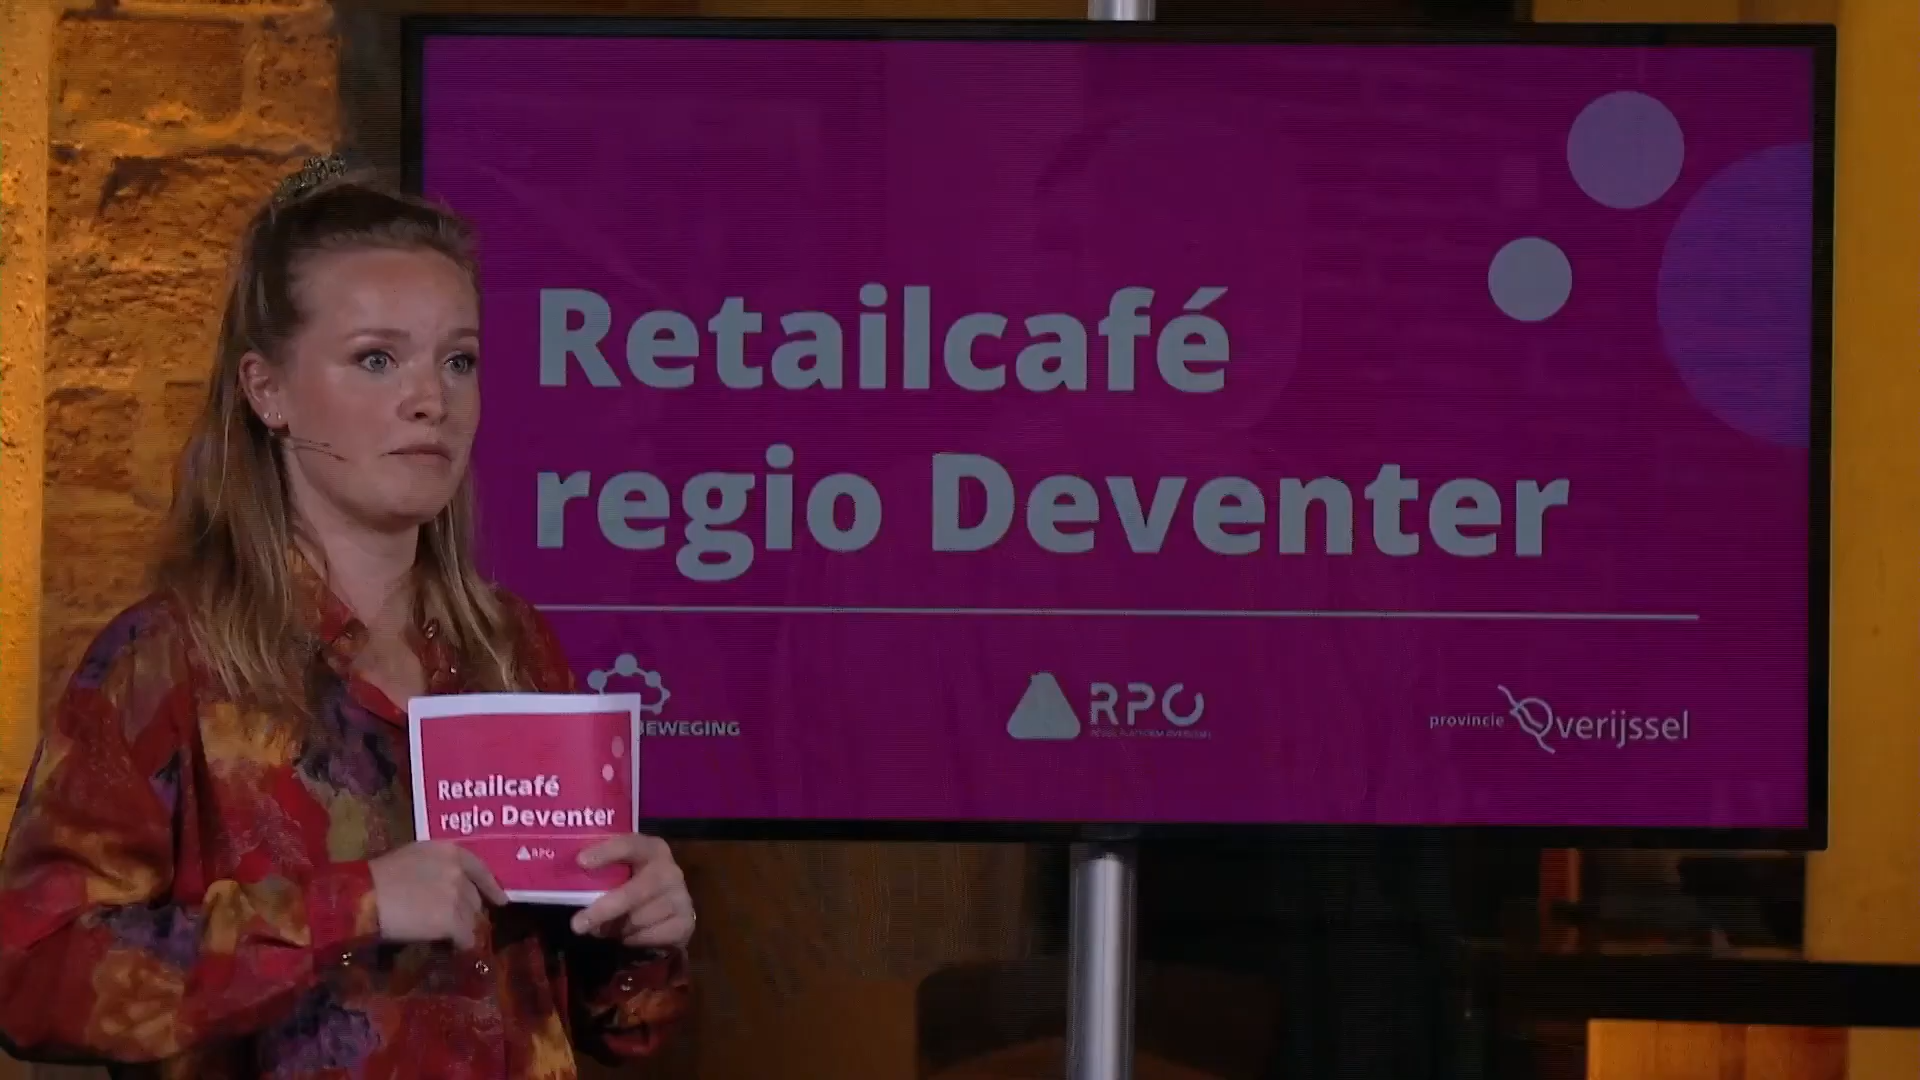 Retailcafé
regio Deventer
BEWEGING
RPO
provincie Overijssel
Retailcafé
regio Deventer
RPO